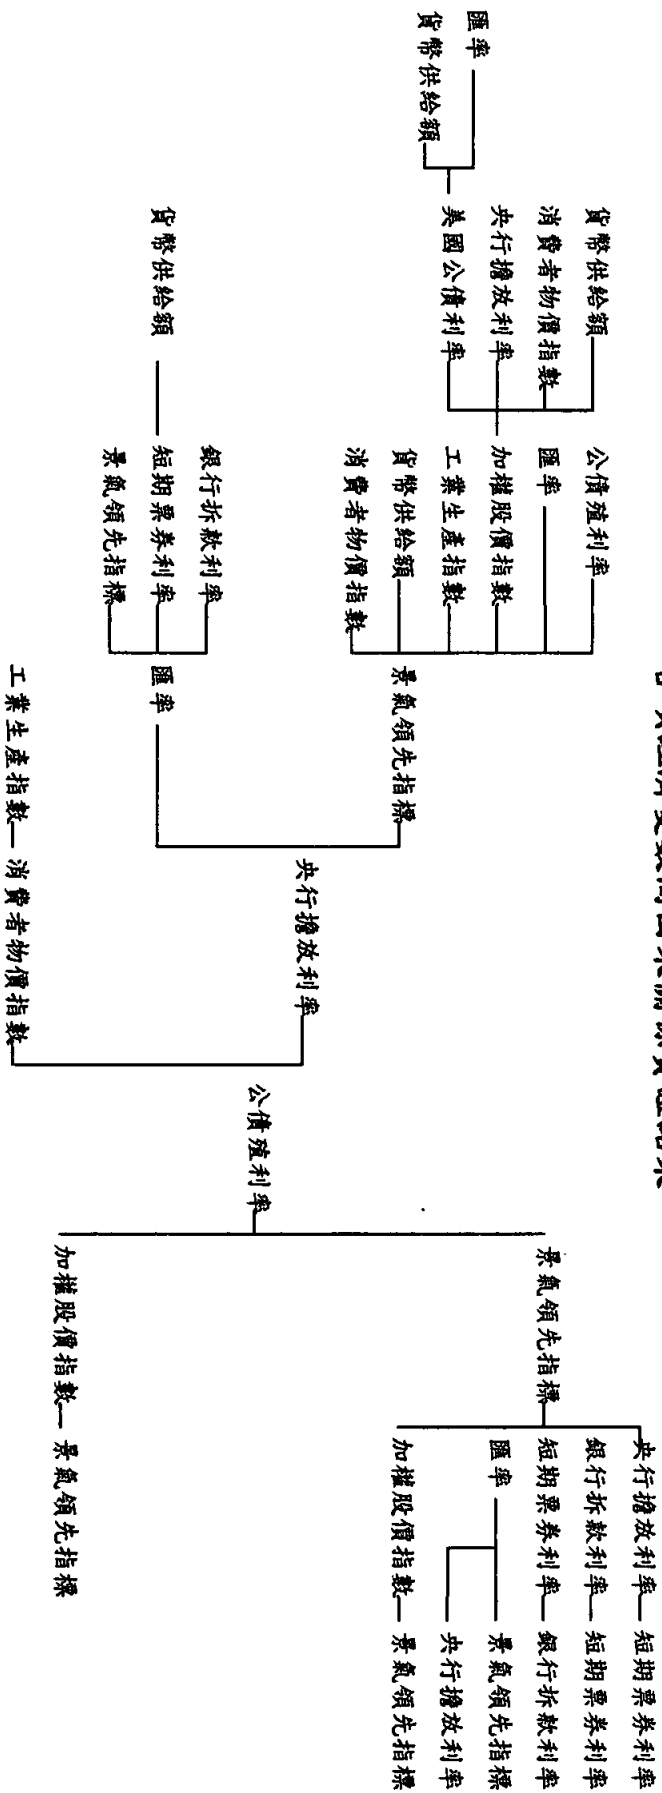 匯率
貨幣供給額
貨幣供給額
消費者物價指數
央行擔放利率
美國公債利率
貨幣供給額
公債殖利率
匯率
加權股價指數
工業生產指數
貨幣供給額
消費者物價指數
銀行拆款利率
短期票券利率
景氣領先指標
景氣領先指標
匯率
工業生產指數
央行擔放利率
消費者物價指數
公債殖利率
景氣領先指標
加權股價指數
景氣領先指標
央行擔放利率
短期票券利率
銀行拆款利率
短期票券利率
短期票券利率
銀行拆款利率
匯率
景氣領先指標
央行擔放利率
加權股價指數
景氣領先指標